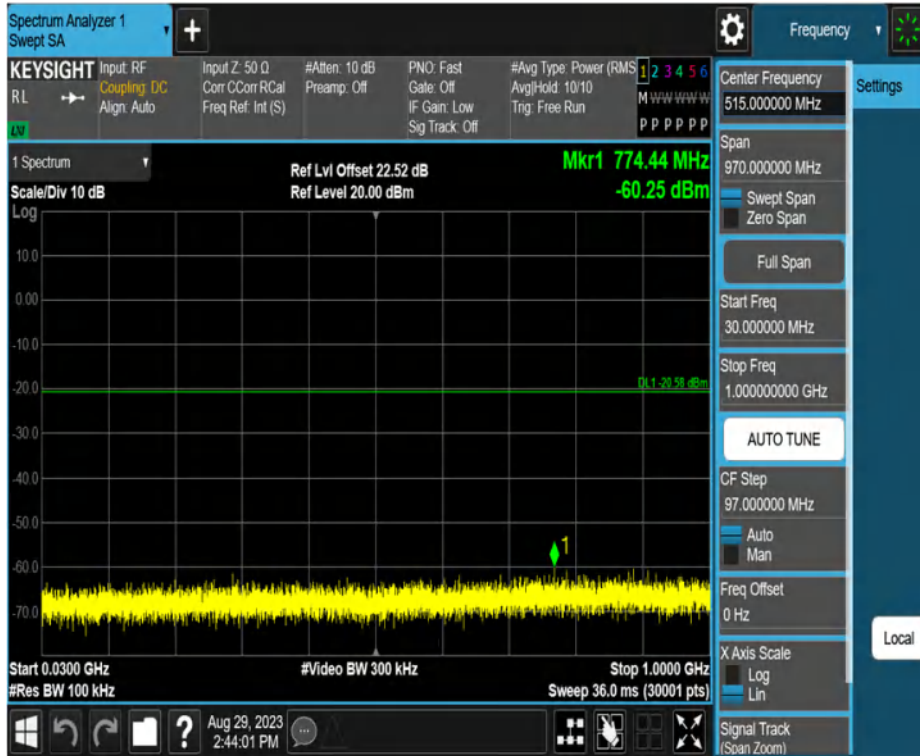 Spectrum Analyzer 1
Swept SA
Frequency
KEYSIGHT
RL
LXI
Input: RF
Coupling: DC
Align: Auto
Input Z: 50 Ω
Corr CCorr RCal
Freq Ref: Int (S)
#Atten: 10 dB
Preamp: Off
PNO: Fast
Gate: Off
IF Gain: Low
Sig Track: Off
#Avg Type: Power (RMS
Avg|Hold: 10/10
Trig: Free Run
1 2 3 4 5 6
M W W W W W
P P P P P P
1 Spectrum
Scale/Div 10 dB
Log
Ref Lvl Offset 22.52 dB
Ref Level 20.00 dBm
Mkr1 774.44 MHz
-60.25 dBm
10.0
0.00
-10.0
-20.0
DL1 -20.58 dBm
-30.0
-40.0
-50.0
1
-60.0
-70.0
Start 0.0300 GHz
#Video BW 300 kHz
Stop 1.0000 GHz
#Res BW 100 kHz
Sweep 36.0 ms (30001 pts)
?
Aug 29, 2023
2:44:01 PM
Center Frequency
515.000000 MHz
Span
970.000000 MHz
Swept Span
Zero Span
Full Span
Start Freq
30.000000 MHz
Stop Freq
1.000000000 GHz
AUTO TUNE
CF Step
97.000000 MHz
Auto
Man
Freq Offset
0 Hz
X Axis Scale
Log
Lin
Signal Track
(Span Zoom)
Settings
Local